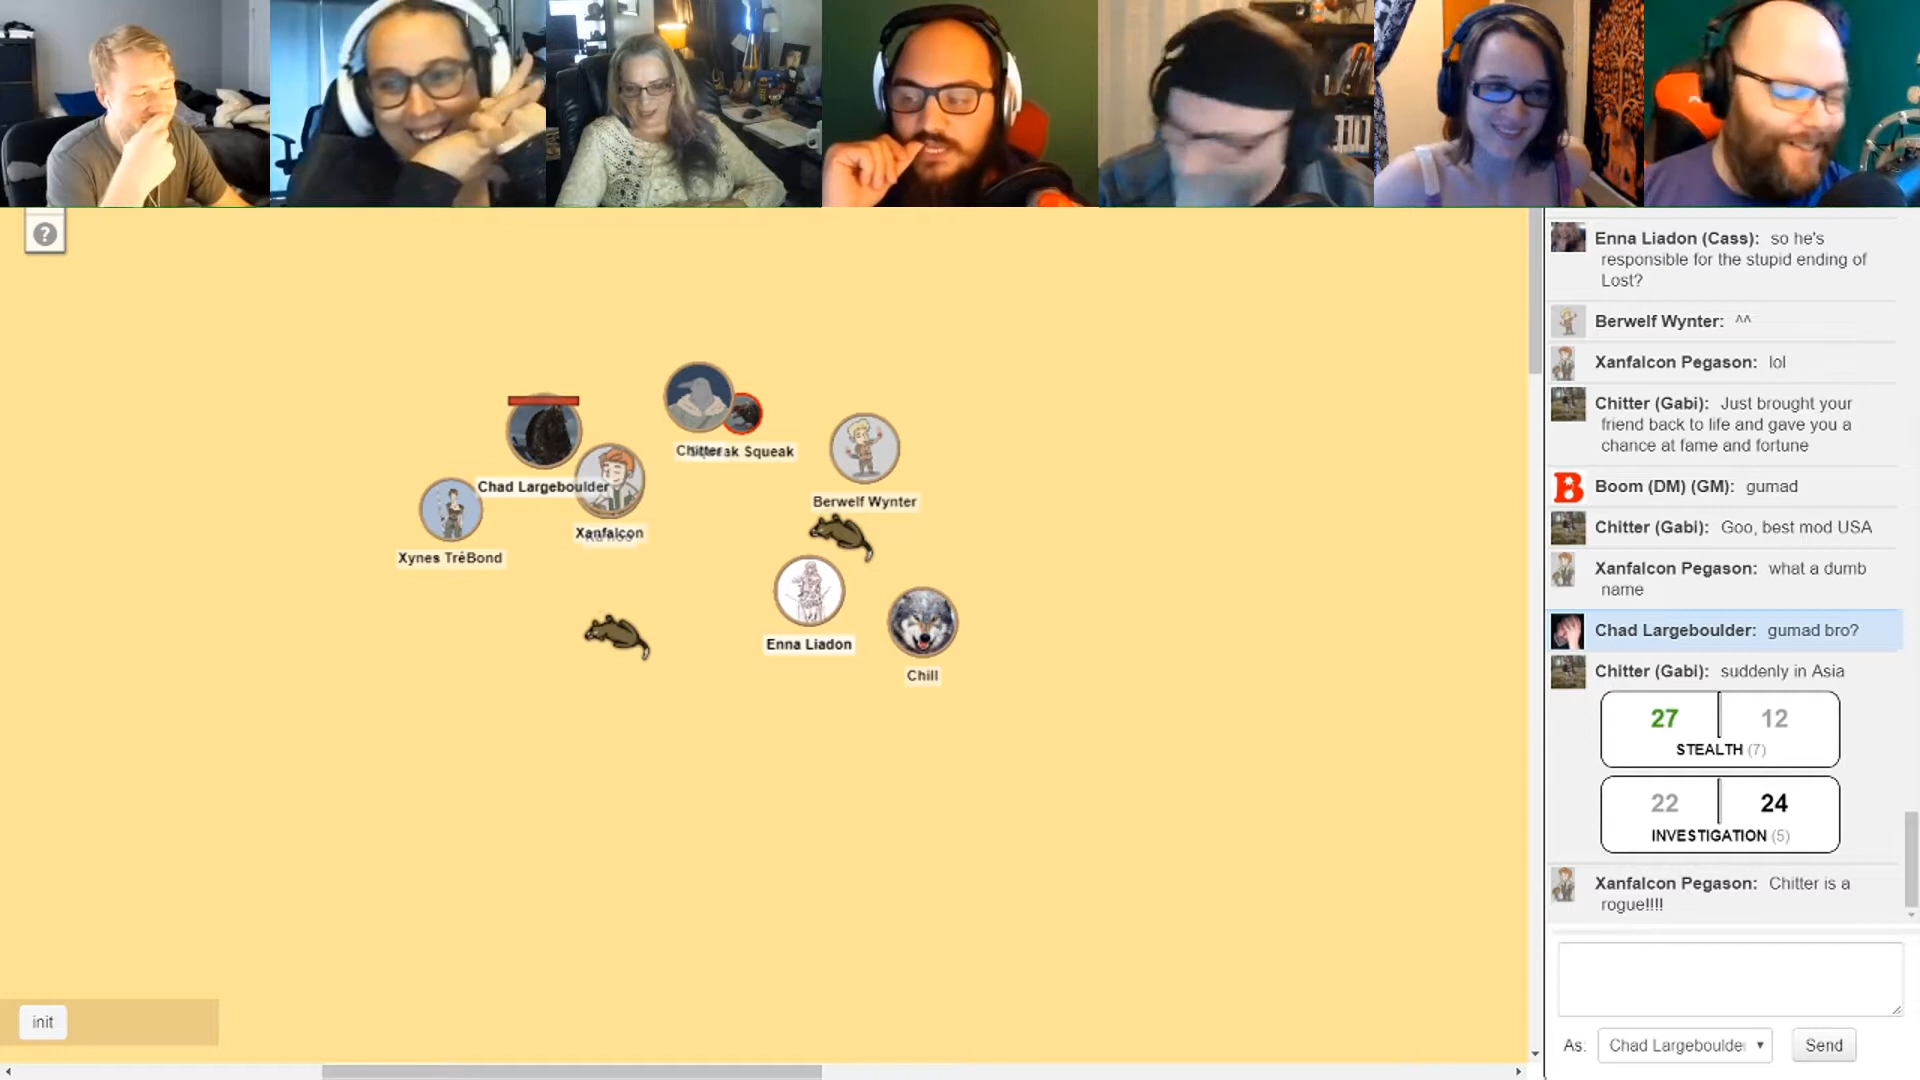 ?
Chitter
ak Squeak
Chad Largeboulder
Berwelf Wynter
Xanfalcon
Xynes TrèBond
Enna Liadon
Chill
init
Enna Liadon (Cass): so he's
responsible for the stupid ending of
Lost?
Berwelf Wynter: ^^
Xanfalcon Pegason: lol
Chitter (Gabi): Just brought your
friend back to life and gave you a
chance at fame and fortune
B
Boom (DM) (GM): gumad
Chitter (Gabi): Goo, best mod USA
Xanfalcon Pegason: what a dumb
name
Chad Largeboulder: gumad bro?
Chitter (Gabi): suddenly in Asia
27 12
STEALTH (7)
22 24
INVESTIGATION (5)
Xanfalcon Pegason: Chitter is a
rogue!!!!
As: Chad Largeboulde Send